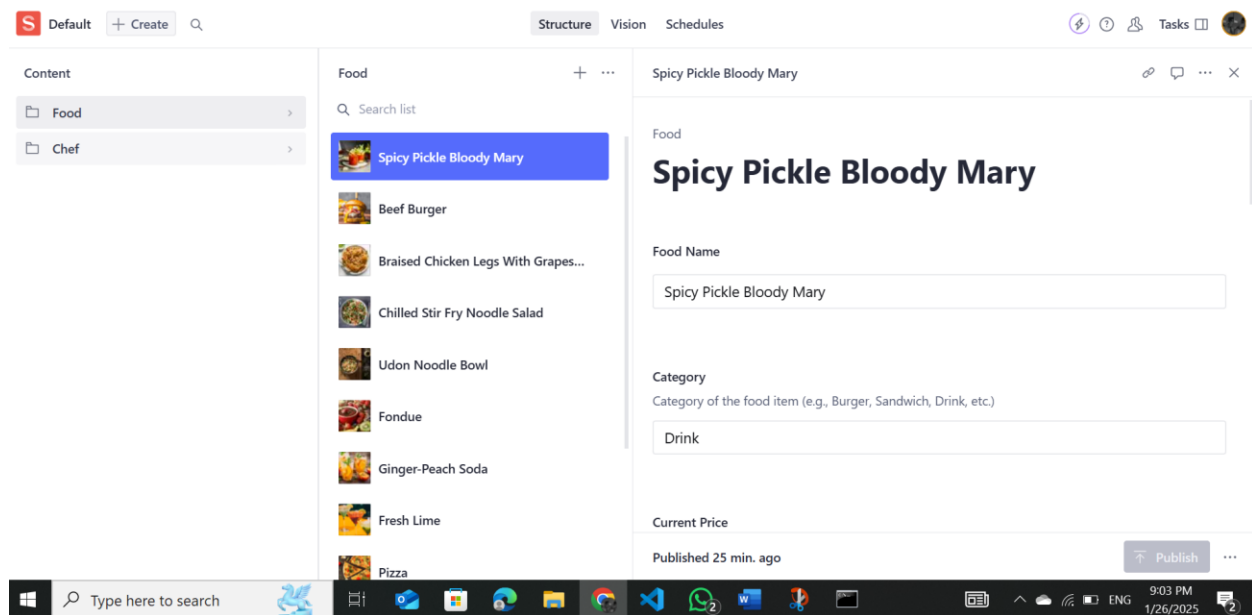 S Default + Create
Structure Vision Schedules
Tasks
Content
Food
Chef
Food
Search list
Spicy Pickle Bloody Mary
Beef Burger
Braised Chicken Legs With Grapes...
Chilled Stir Fry Noodle Salad
Udon Noodle Bowl
Fondue
Ginger-Peach Soda
Fresh Lime
Pizza
Spicy Pickle Bloody Mary
Food
Spicy Pickle Bloody Mary
Food Name
Spicy Pickle Bloody Mary
Category
Category of the food item (e.g., Burger, Sandwich, Drink, etc.)
Drink
Current Price
Published 25 min. ago
Publish
Type here to search
2
ENG
9:03 PM
1/26/2025
2